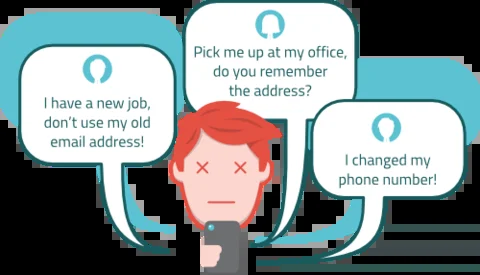 I have a new job,
don't use my old
email address!
Pick me up at my office,
do you remember
the address?
I changed my
phone number!